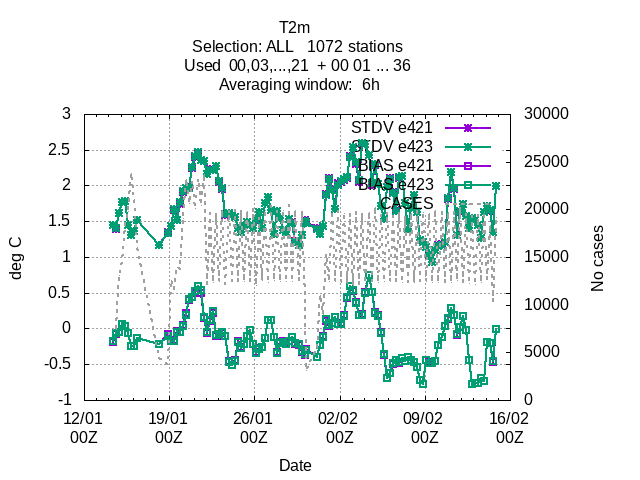 T2m
Selection: ALL   1072 stations
Used  00,03,...,21  + 00 01 ... 36
Averaging window:  6h
STDV e421
STDV e423
BIAS e421
BIAS e423
CASES
3
2.5
2
1.5
1
0.5
0
-0.5
-1
deg C
30000
25000
20000
15000
10000
5000
0
No cases
12/01 19/01 26/01 02/02 09/02 16/02
00Z 00Z 00Z 00Z 00Z 00Z
Date